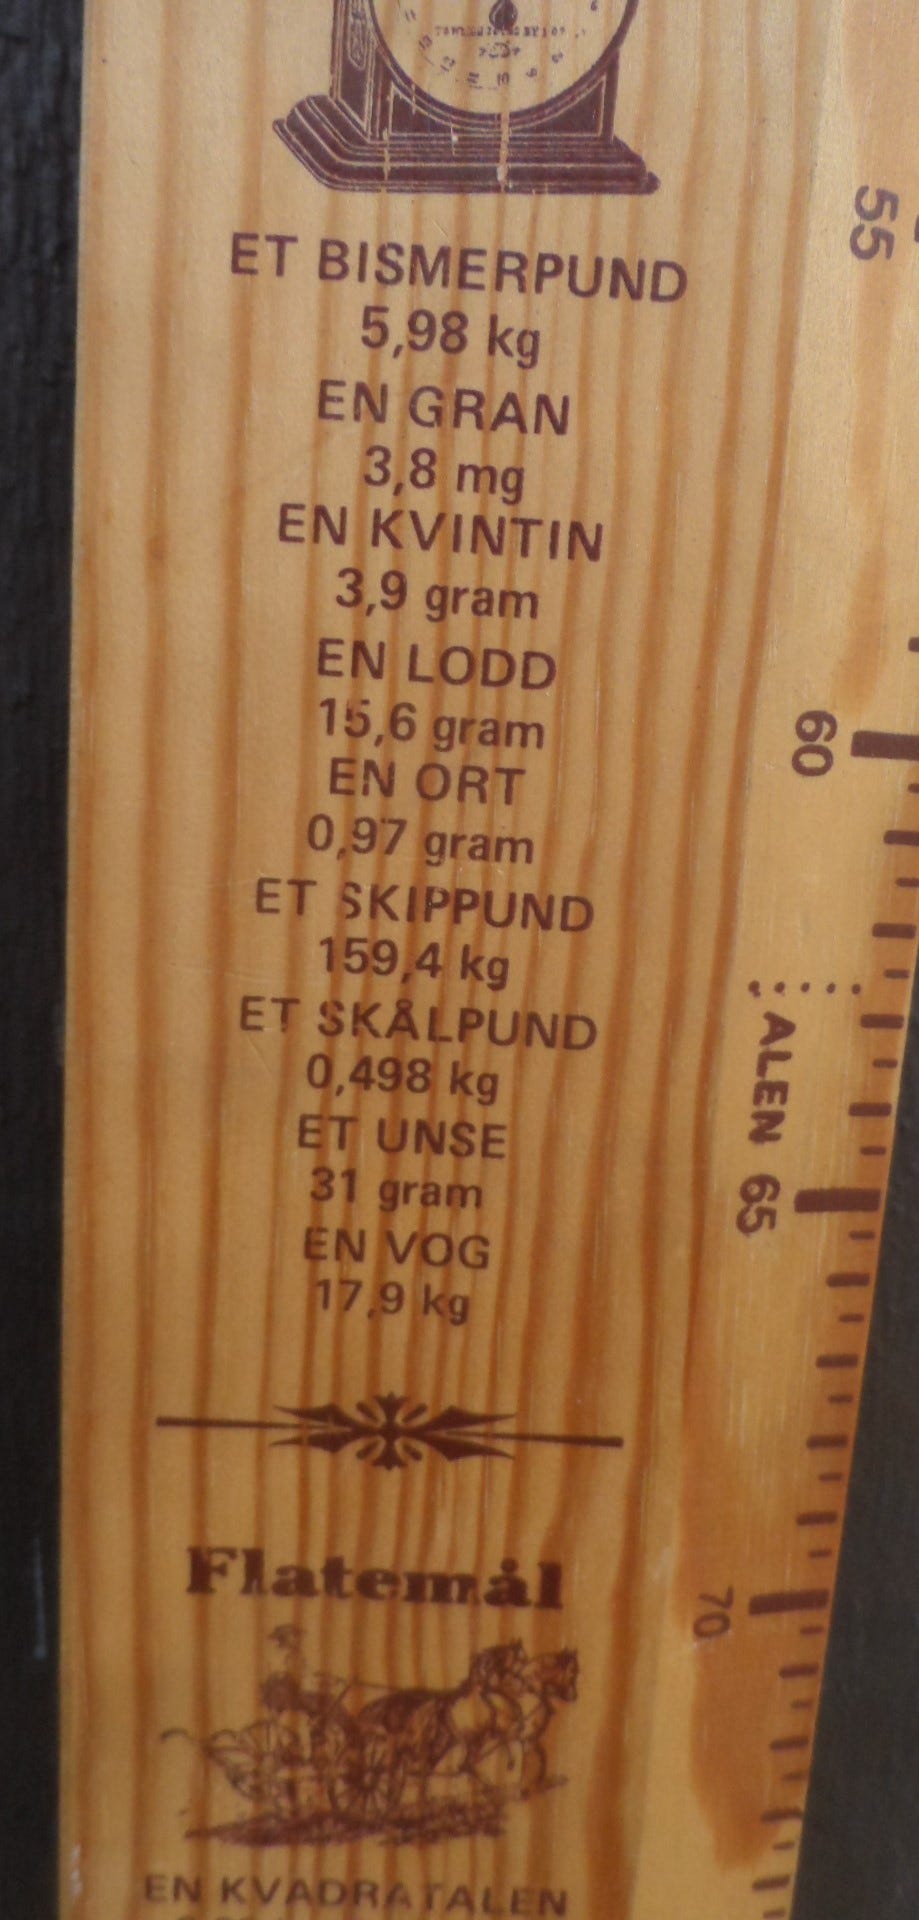 ET BISMERPUND
5,98 kg
EN GRAN
3,8 mg
EN KVINTIN
3,9 gram
EN LODD
15,6 gram
EN ORT
0,97 gram
ET SKIPPUND
159,4 kg
ET SKÅLPUND
0,498 kg
ET UNSE
31 gram
EN VOG
17,9 kg
Flatemål
EN KVADRATALEN
55
60
ALEN
65
70